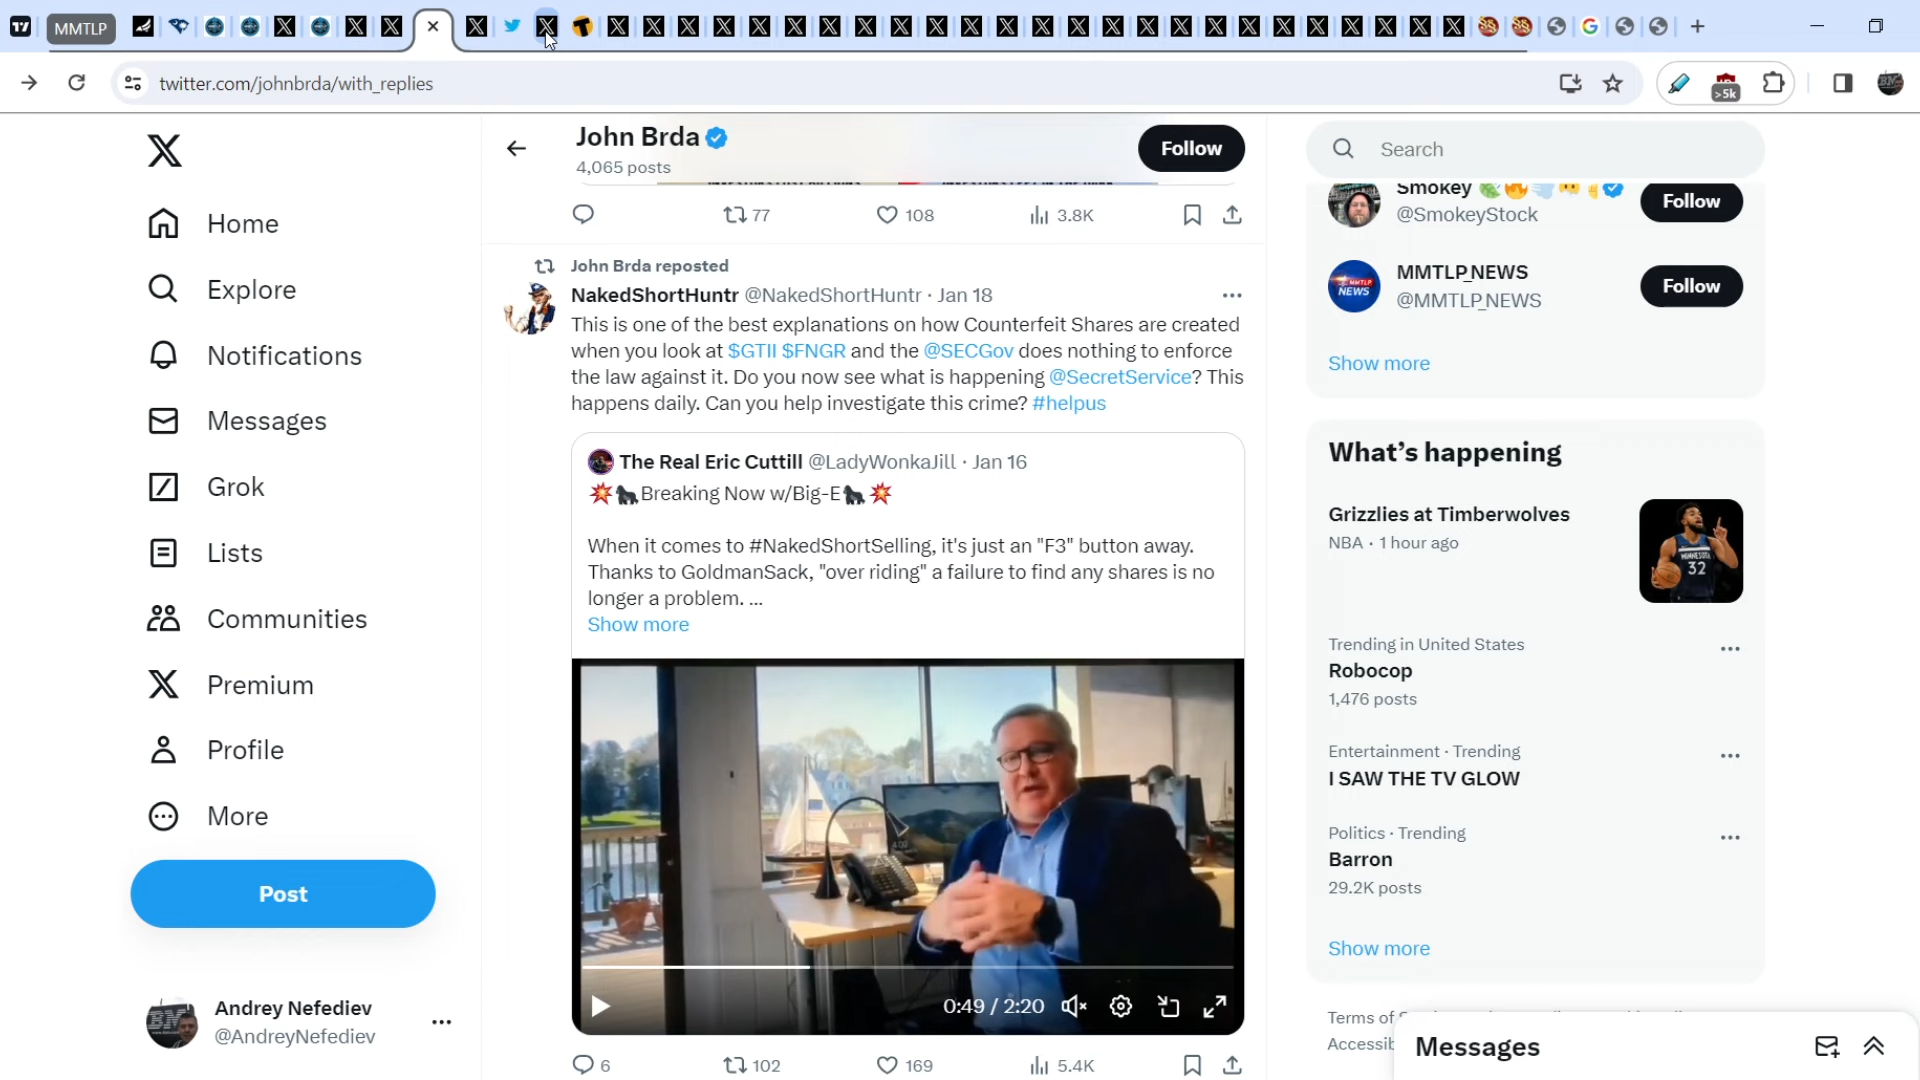 MMTLP
twitter.com/johnbrda/with_replies
>5k
Home
Explore
Notifications
Messages
Grok
Lists
Communities
Premium
Profile
More
Post
Andrey Nefediev
@AndreyNefediev
John Brda
4,065 posts
Follow
77
108
3.8K
John Brda reposted
NakedShortHuntr @NakedShortHuntr · Jan 18
This is one of the best explanations on how Counterfeit Shares are created
when you look at $GTII $FNGR and the @SECGov does nothing to enforce
the law against it. Do you now see what is happening @SecretService? This
happens daily. Can you help investigate this crime? #helpus
The Real Eric Cuttill @LadyWonkaJill · Jan 16
💥🦍Breaking Now w/Big-E🦍💥
When it comes to #NakedShortSelling, it's just an "F3" button away.
Thanks to GoldmanSack, "over riding" a failure to find any shares is no
longer a problem. ...
Show more
0:49 / 2:20
6
102
169
5.4K
Search
Smokey
@SmokeyStock
Follow
MMTLP_NEWS
@MMTLP_NEWS
Follow
Show more
What's happening
Grizzlies at Timberwolves
NBA · 1 hour ago
Trending in United States
Robocop
1,476 posts
Entertainment · Trending
I SAW THE TV GLOW
Politics · Trending
Barron
29.2K posts
Show more
Terms of
Messages